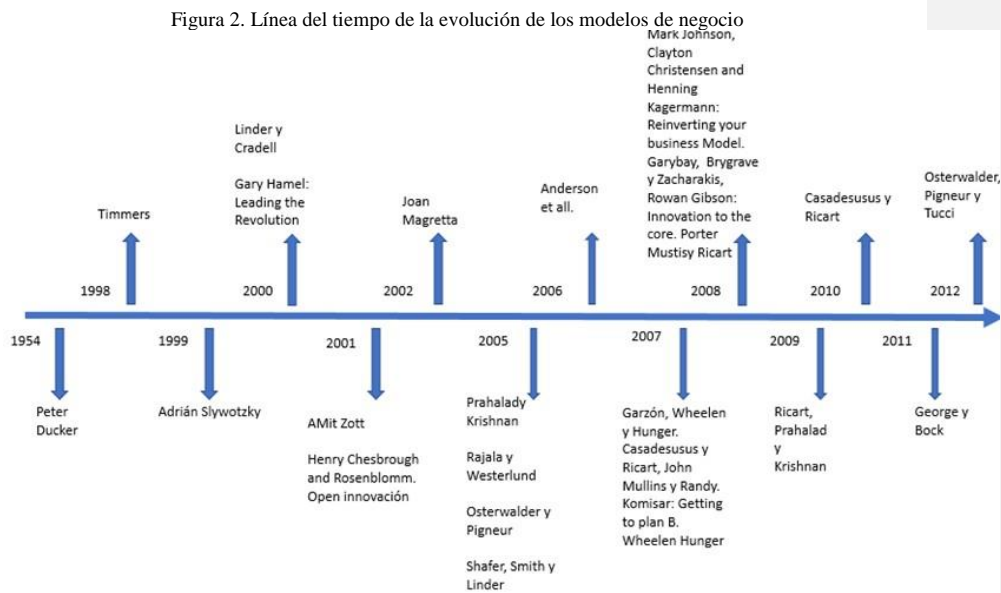 Figura 2. Línea del tiempo de la evolución de los modelos de negocio
Mark Johnson,
Clayton
Christensen and
Henning
Kagermann:
Reinverting your
business Model.
Garybay, Brygrave
y Zacharakis,
Rowan Gibson:
Innovation to the
core. Porter
Mustisy Ricart
Linder y
Cradell
Gary Hamel:
Leading the
Revolution
Timmers
Joan
Magretta
Anderson
et all.
Casadesusus y
Ricart
Osterwalder,
Pigneur y
Tucci
1998
2000
2002
2006
2008
2010
2012
1954
1999
2001
2005
2007
2009
2011
Peter
Ducker
Adrián Slywotzky
AMit Zott
Henry Chesbrough
and Rosenblomm.
Open innovación
Prahalady
Krishnan
Rajala y
Westerlund
Osterwalder y
Pigneur
Shafer, Smith y
Linder
Garzón, Wheelen
y Hunger.
Casadesusus y
Ricart, John
Mullins y Randy.
Komisar: Getting
to plan B.
Wheelen Hunger
Ricart,
Prahalad
y
Krishnan
George y
Bock